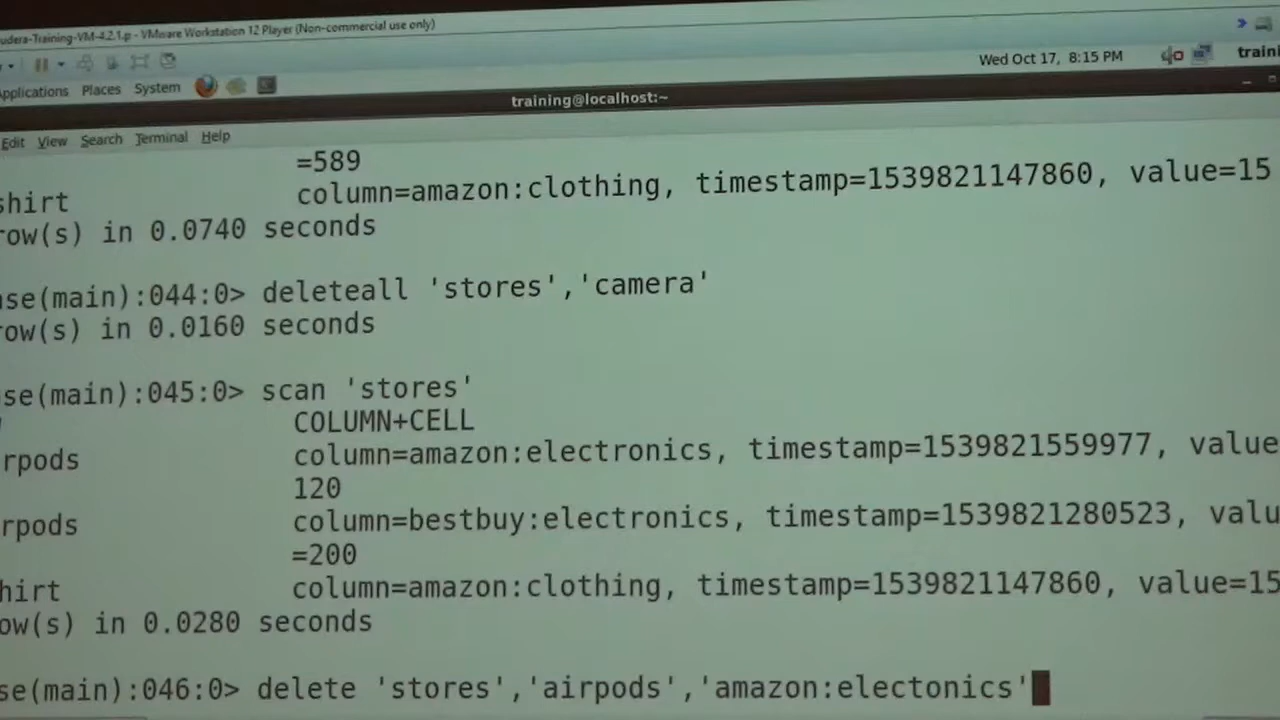 udera-Training-VM-4.2.1.p - VMware Workstation 12 Player (Non-commercial use only)
Wed Oct 17, 8:15 PM traini
Applications Places System
training@localhost:~
Edit View Search Terminal Help
=589
shirt column=amazon:clothing, timestamp=1539821147860, value=15
row(s) in 0.0740 seconds
ase(main):044:0> deleteall 'stores','camera'
row(s) in 0.0160 seconds
ase(main):045:0> scan 'stores'
COLUMN+CELL
rpods column=amazon:electronics, timestamp=1539821559977, value
120
rpods column=bestbuy:electronics, timestamp=1539821280523, valu
=200
hirt column=amazon:clothing, timestamp=1539821147860, value=15
ow(s) in 0.0280 seconds
se(main):046:0> delete 'stores','airpods','amazon:electonics'